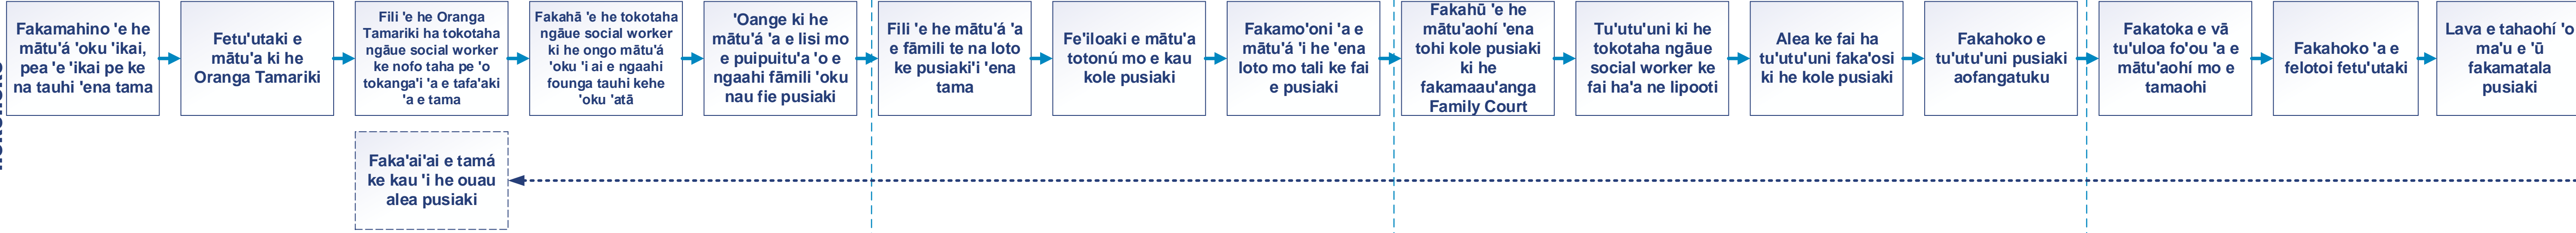 Fakamahino 'e he
mātu'á 'oku 'ikai,
pea 'e 'ikai pe ke
na tauhi 'ena tama
Fetu'utaki e
mātu'a ki he
Oranga Tamariki
Fili 'e he Oranga
Tamariki ha tokotaha
ngāue social worker
ke nofo taha pe 'o
tokanga'i 'a e tafa'aki
'a e tama
Fakahā 'e he tokotaha
ngāue social worker
ki he ongo mātu'á
'oku 'i ai e ngaahi
founga tauhi kehe
'oku 'atā
'Oange ki he
mātu'á 'a e lisi mo
e puipuitu'a 'o e
ngaahi fāmili 'oku
nau fie pusiaki
Fili 'e he mātu'á 'a
e fāmili te na loto
ke pusiaki'i 'ena
tama
Fe'iloaki e mātu'a
totonú mo e kau
kole pusiaki
Fakamo'oni 'a e
mātu'á 'i he 'ena
loto mo tali ke fai
e pusiaki
Fakahū 'e he
mātu'aohí 'ena
tohi kole pusiaki
ki he
fakamaau'anga
Family Court
Tu'utu'uni ki he
tokotaha ngāue
social worker ke
fai ha'a ne lipooti
Alea ke fai ha
tu'utu'uni faka'osi
ki he kole pusiaki
Fakahoko e
tu'utu'uni pusiaki
aofangatuku
Fakatoka e vā
tu'uloa fo'ou 'a e
mātu'aohí mo e
tamaohi
Fakahoko 'a e
felotoi fetu'utaki
Lava e tahaohí 'o
ma'u e 'ū
fakamatala
pusiaki
Faka'ai'ai e tamá
ke kau 'i he ouau
alea pusiaki